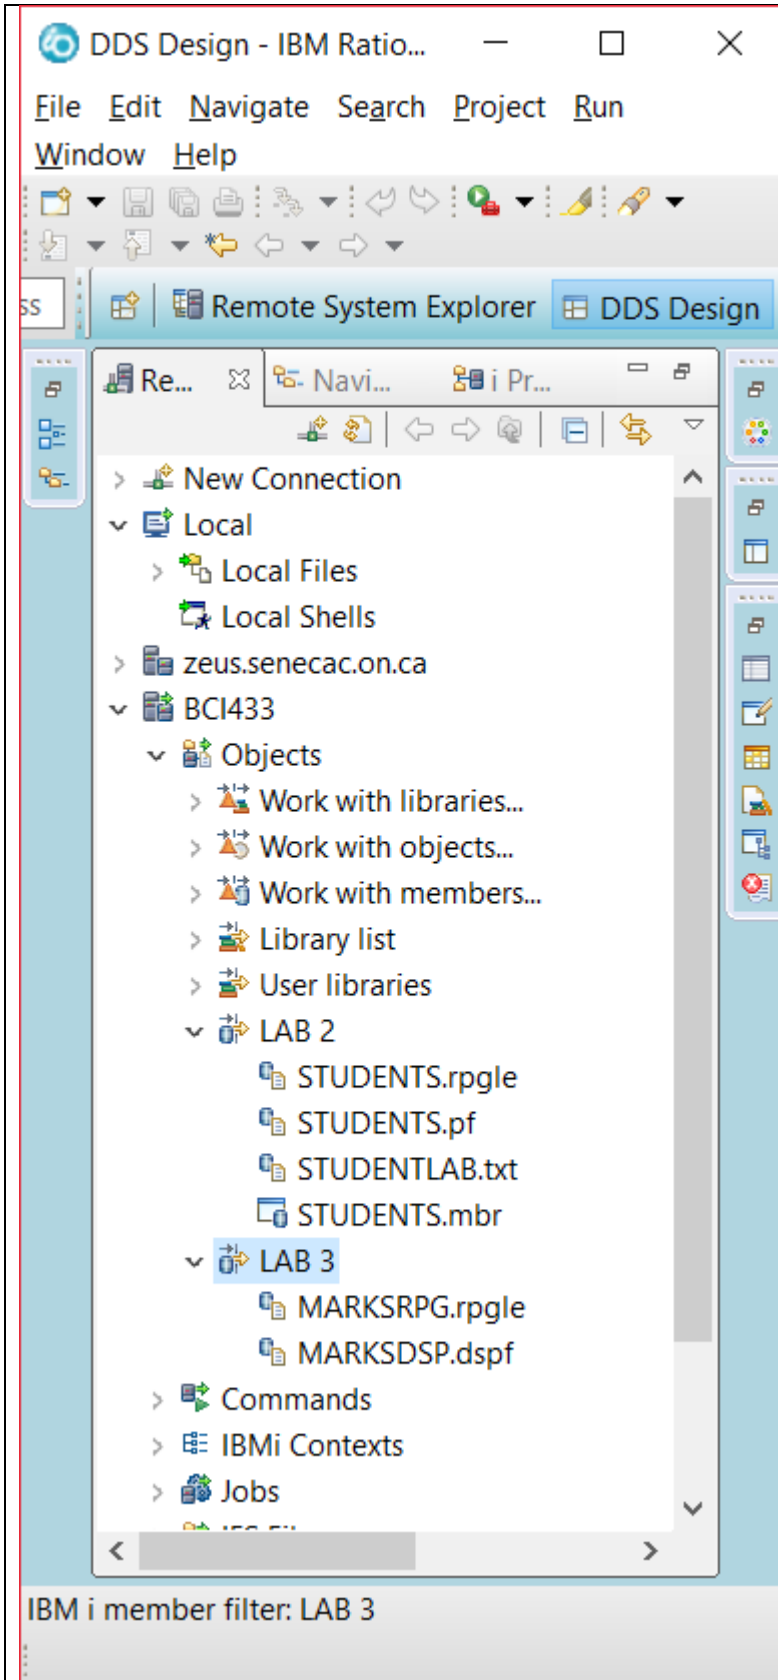 DDS Design - IBM Ratio...
File Edit Navigate Search Project Run
Window Help
ss Remote System Explorer DDS Design
Re... Navi... i Pr...
New Connection
Local
Local Files
Local Shells
zeus.senecac.on.ca
BCI433
Objects
Work with libraries...
Work with objects...
Work with members...
Library list
User libraries
LAB 2
STUDENTS.rpgle
STUDENTS.pf
STUDENTLAB.txt
STUDENTS.mbr
LAB 3
MARKSRPG.rpgle
MARKSDSP.dspf
Commands
IBMi Contexts
Jobs
IBM i member filter: LAB 3